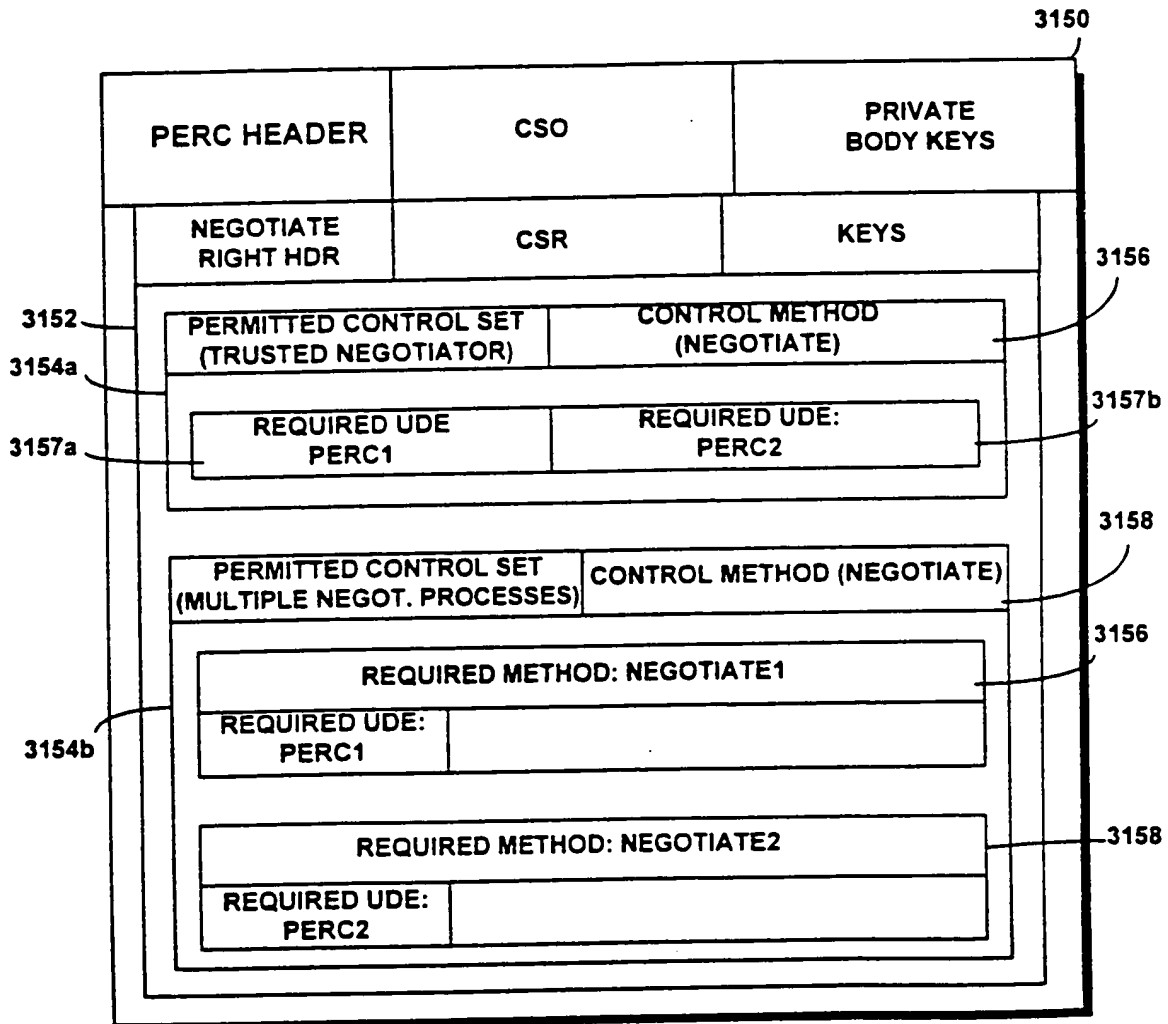 3150
PERC HEADER
CSO
PRIVATE
BODY KEYS
NEGOTIATE
RIGHT HDR
CSR
KEYS
3156
3152
PERMITTED CONTROL SET
(TRUSTED NEGOTIATOR)
CONTROL METHOD
(NEGOTIATE)
3154a
3157b
REQUIRED UDE
PERC1
REQUIRED UDE:
PERC2
3157a
3158
PERMITTED CONTROL SET
(MULTIPLE NEGOT. PROCESSES)
CONTROL METHOD (NEGOTIATE)
3156
REQUIRED METHOD: NEGOTIATE1
REQUIRED UDE:
PERC1
3154b
REQUIRED METHOD: NEGOTIATE2
3158
REQUIRED UDE:
PERC2